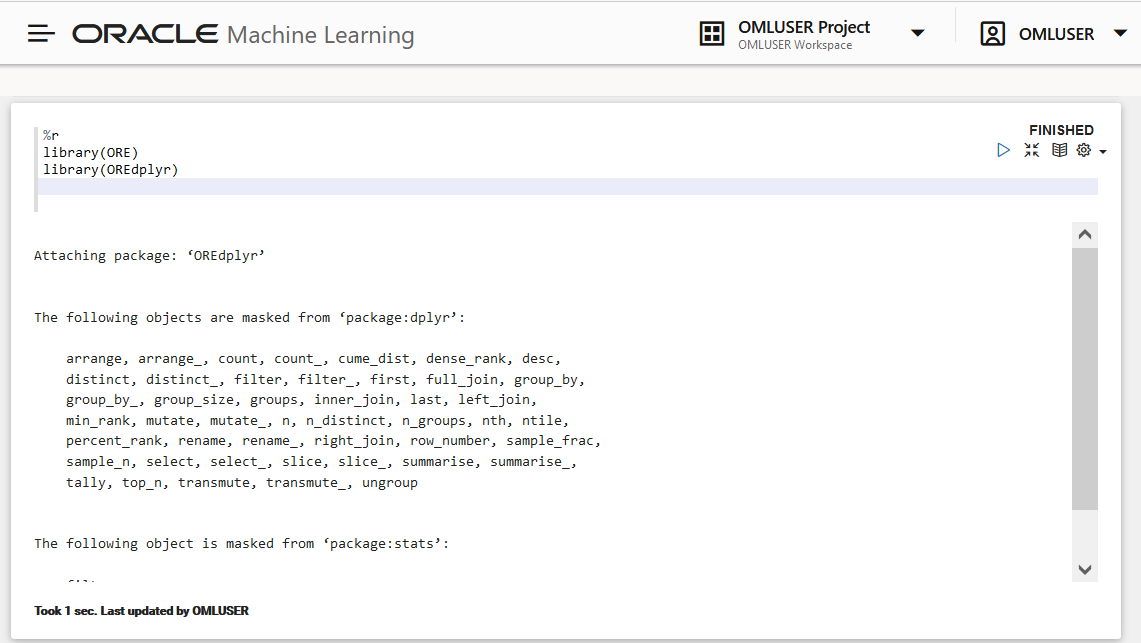 ORACLE Machine Learning
OMLUSER Project
OMLUSER Workspace
OMLUSER
%r
library(ORE)
library(OREdplyr)
FINISHED
Attaching package: ‘OREdplyr’
The following objects are masked from ‘package:dplyr’:
arrange, arrange_, count, count_, cume_dist, dense_rank, desc,
distinct, distinct_, filter, filter_, first, full_join, group_by,
group_by_, group_size, groups, inner_join, last, left_join,
min_rank, mutate, mutate_, n, n_distinct, n_groups, nth, ntile,
percent_rank, rename, rename_, right_join, row_number, sample_frac,
sample_n, select, select_, slice, slice_, summarise, summarise_,
tally, top_n, transmute, transmute_, ungroup
The following object is masked from ‘package:stats’:
Took 1 sec. Last updated by OMLUSER